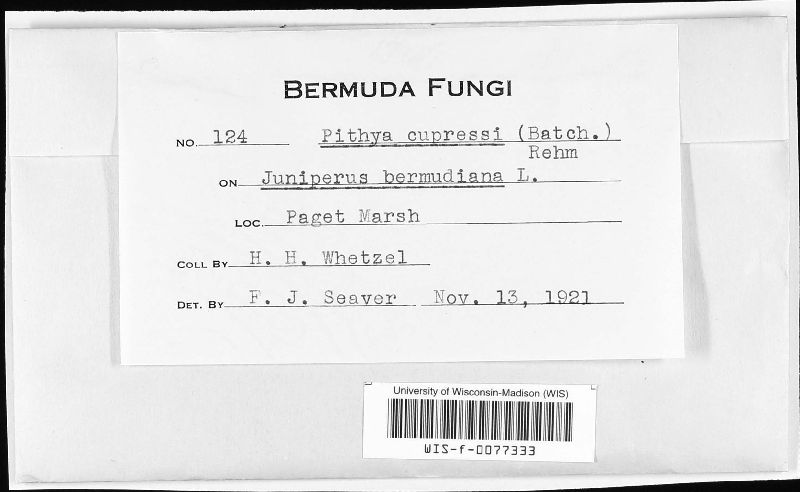 BERMUDA FUNGI
NO. 124 Pithya cupressi (Batch.)
Rehm
ON Juniperus bermudiana L.
LOC. Paget Marsh
COLL BY H. H. Whetzel
DET. BY F. J. Seaver Nov. 13, 1921
University of Wisconsin-Madison (WIS)
WIS-f-0077333